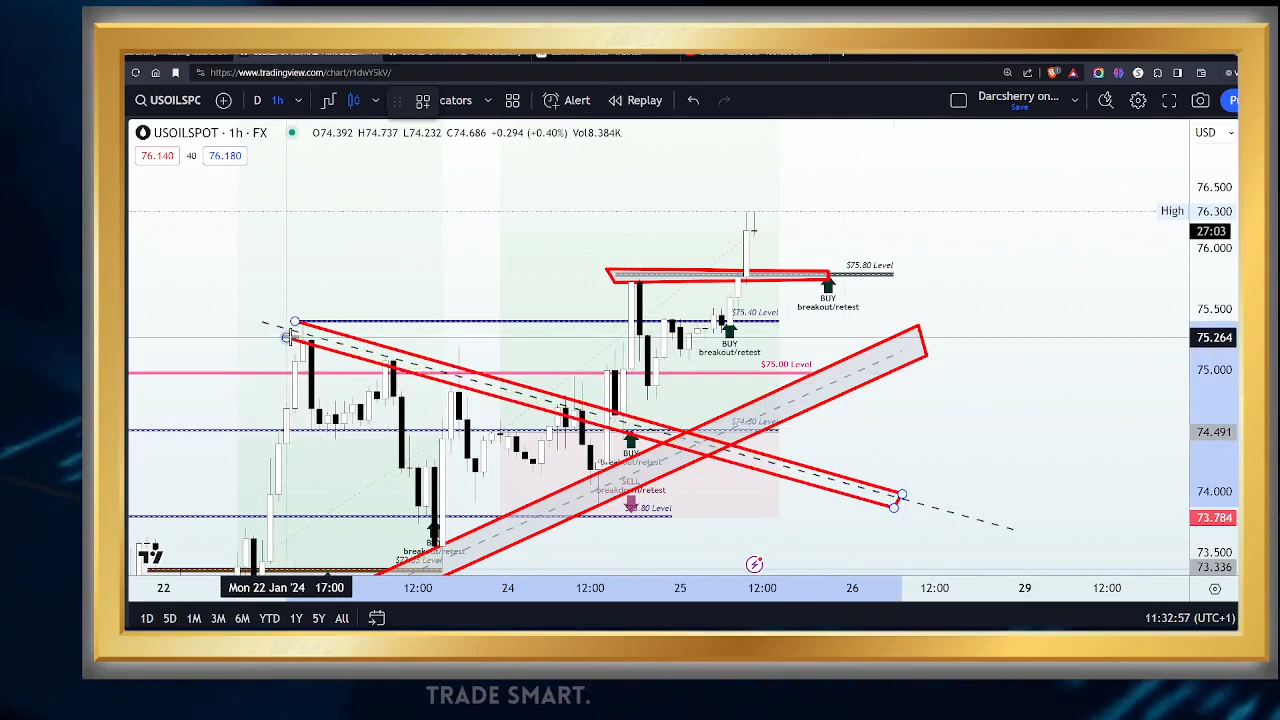 https://www.tradingview.com/chart/r1dwY5kV/
USOILSPC D 1h cators Alert Replay Darcsherry on...
Save
USOILSPOT · 1h · FX O74.392 H74.737 L74.232 C74.686 +0.294 (+0.40%) Vol8.384K USD
76.140 40 76.180
76.500
High 76.300
27:03
76.000
$75.80 Level
BUY
breakout/retest
75.500
$75.40 Level
75.264
BUY
breakout/retest
$75.00 Level
75.000
74.491
BUY
breakout/retest
SELL
74.000
73.784
73.500
73.336
22 Mon 22 Jan '24 17:00 12:00 24 12:00 25 12:00 26 12:00 29 12:00
1D 5D 1M 3M 6M YTD 1Y 5Y All 11:32:57 (UTC+1)
TRADE SMART.